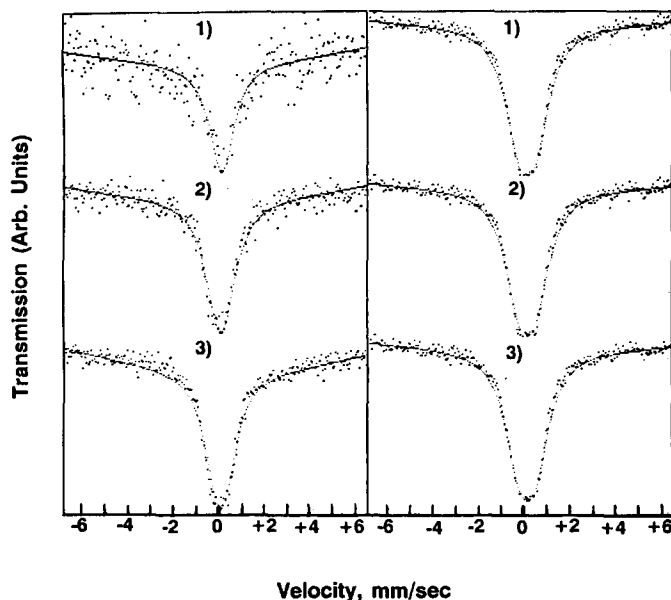 1)
1)
2)
2)
3)
3)
Transmission (Arb. Units)
-6 -4 -2 0 +2 +4 +6
-6 -4 -2 0 +2 +4 +6
Velocity, mm/sec